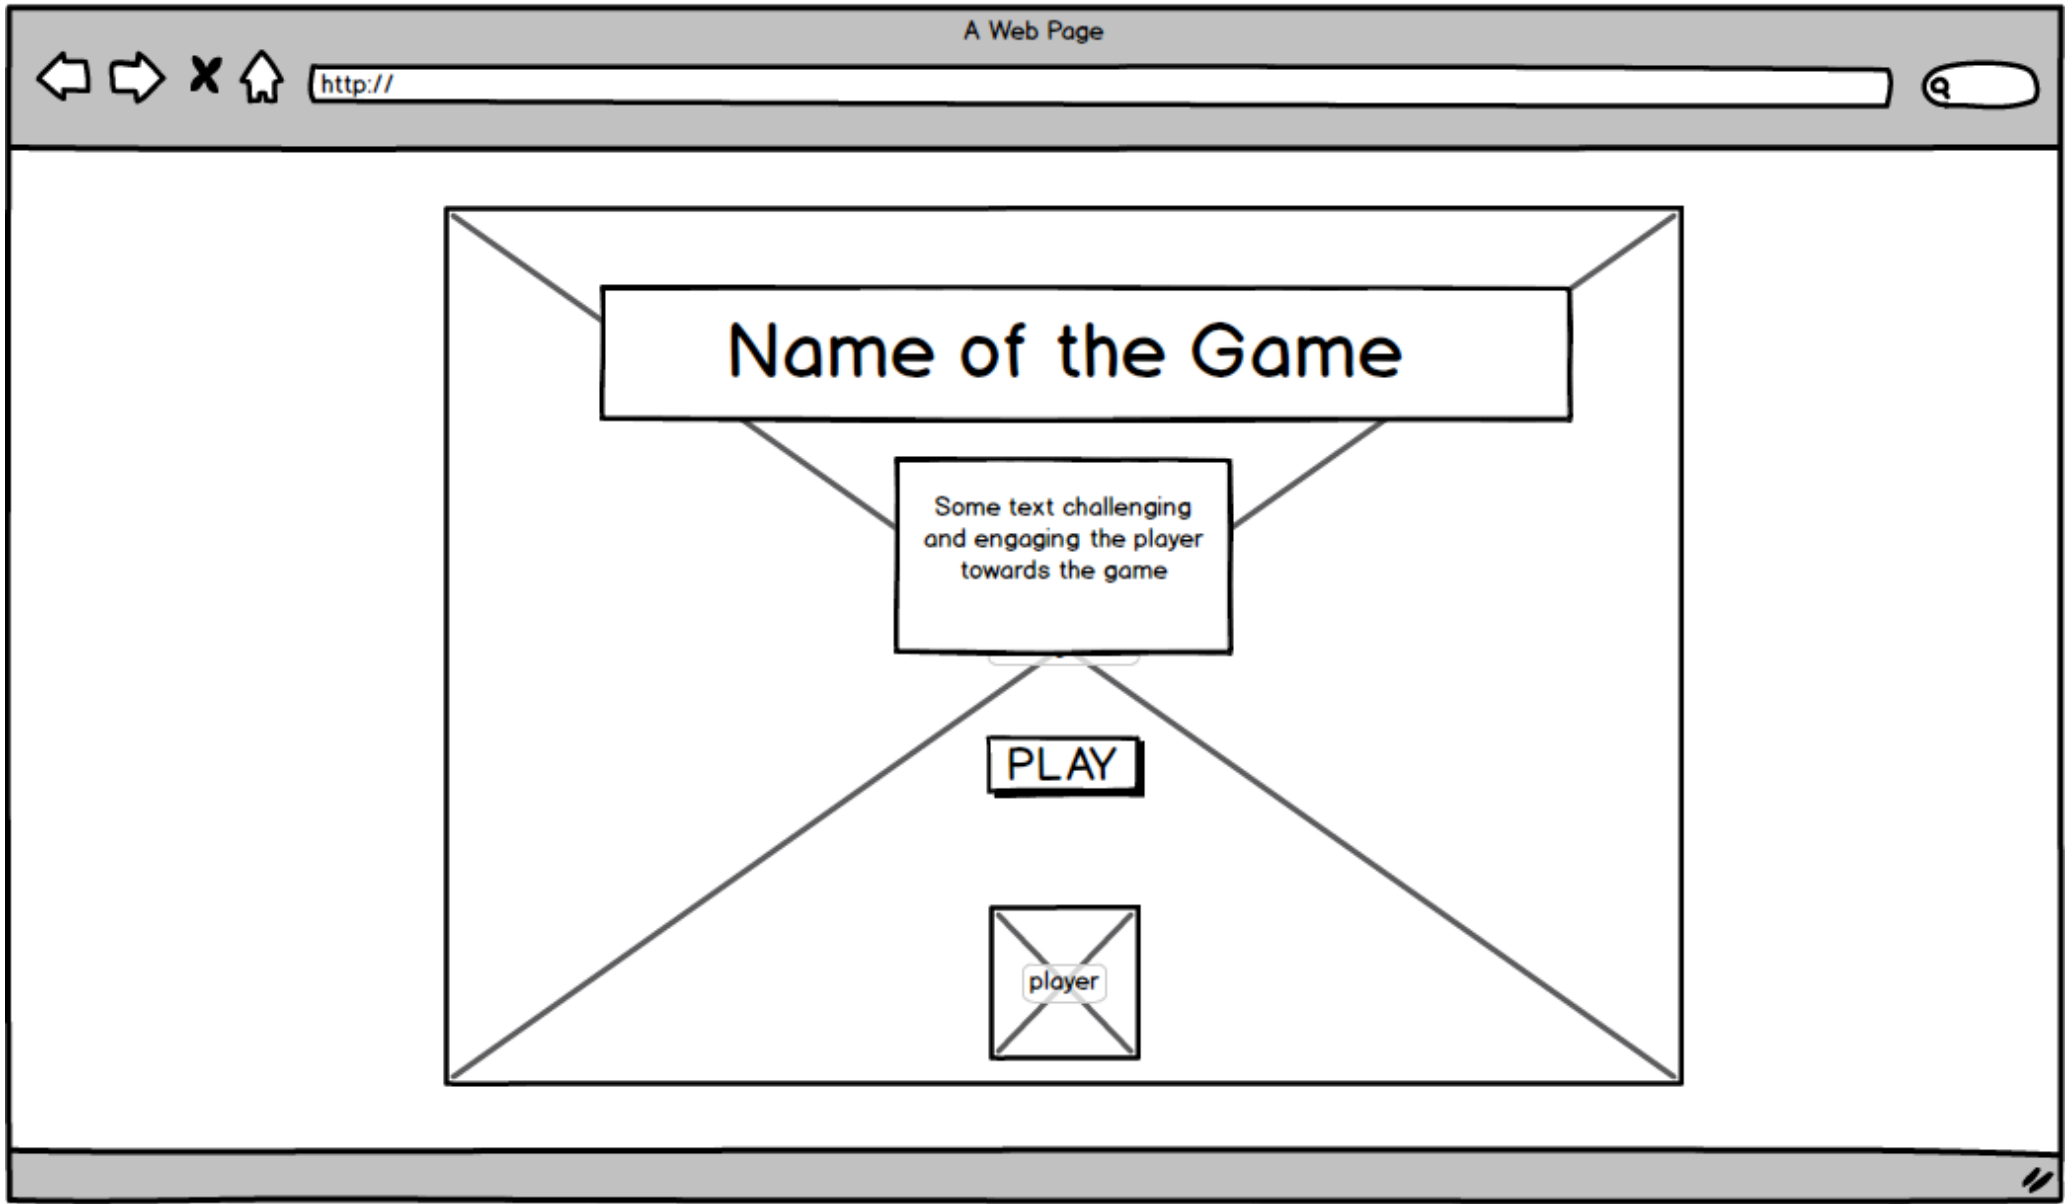 A Web Page
http://
Name of the Game
Some text challenging
and engaging the player
towards the game
PLAY
player